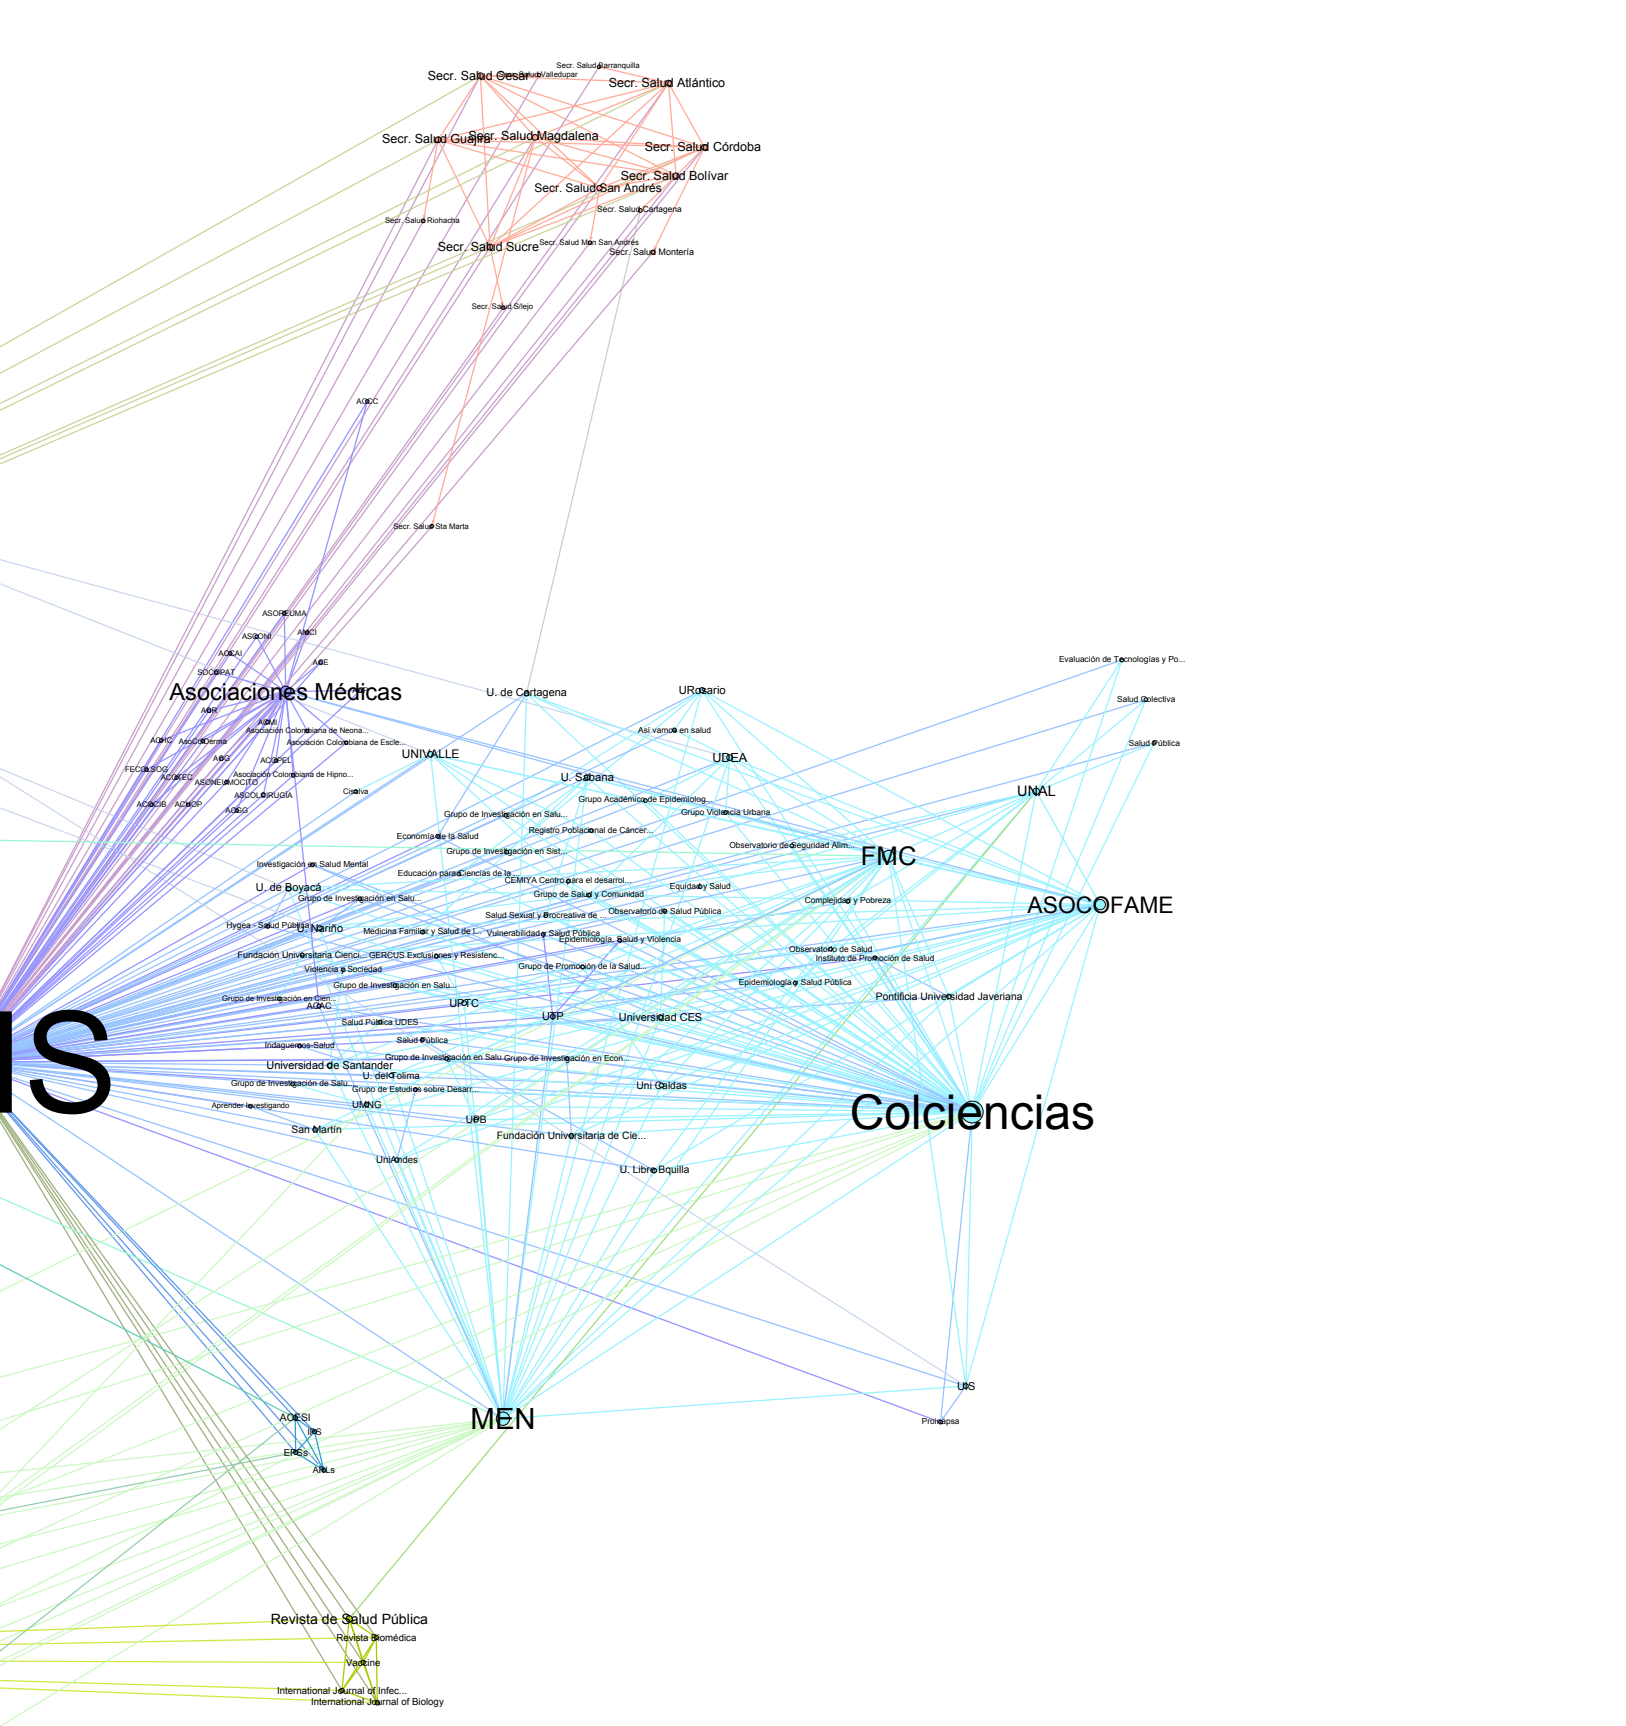 Secr. Salud Barranquilla
Secr. Salud Cesar
Secr. Salud Valledupar
Secr. Salud Atlántico
Secr. Salud Guajira
Secr. Salud Magdalena
Secr. Salud Córdoba
Secr. Salud Bolívar
Secr. Salud San Andrés
Secr. Salud Cartagena
Secr. Salud Riohacha
Secr. Salud Sucre
Secr. Salud Mun San Andrés
Secr. Salud Montería
Secr. Salud S/lejo
ACCC
Secr. Salud Sta Marta
ASOREUMA
ASCONI
ACAI
SOCOPAT
Asociaciones Médicas
U. de Cartagena
URosario
Evaluación de Tecnologías y Po...
Salud Colectiva
Salud Pública
Asociación Colombiana de Neona...
Así vamos en salud
AsoColDerma
Asociación Colombiana de Escle...
UNIVALLE
UDEA
ACOPEL
FECOLSOG
Asociación Colombiana de Hipno...
U. Sabana
ASONEUMOCITO
Cisalva
UNAL
ASCOLCIRUGÍA
Grupo Académico de Epidemiolog...
Grupo Violencia Urbana
Grupo de Investigación en Salu...
Registro Poblacional de Cáncer...
Economía de la Salud
Observatorio de Seguridad Alim...
Grupo de Investigación en Sist...
FMC
Investigación en Salud Mental
Educación para Ciencias de la...
CEMIYA Centro para el desarrol...
Equidad y Salud
U. de Boyacá
Grupo de Salud y Comunidad
Grupo de Investigación en Salu...
Complejidad y Pobreza
ASOCOFAME
Observatorio de Salud Pública
Salud Sexual y Procreativa de ...
Hygea - Salud Pública
U. Nariño
Medicina Familiar y Salud de l...
Vulnerabilidad y Salud Pública
Epidemiología, Salud y Violencia
Observatorio de Salud
Fundación Universitaria Cienci...
GERCUS Exclusiones y Resistenc...
Instituto de Promoción de Salud
Violencia y Sociedad
Grupo de Promoción de la Salud...
Grupo de Investigación en Salu...
Epidemiología y Salud Pública
Grupo de Investigación en Cien...
Pontificia Universidad Javeriana
ACAC
UPTC
UTP
Universidad CES
Salud Pública UDES
Salud Pública
Indaguemos-Salud
IS
Grupo de Investigación en Salu...
Grupo de Investigación en Econ...
Universidad de Santander
U. del Tolima
Grupo de Investigación de Salu...
Grupo de Estudios sobre Desarr...
Uni Caldas
Aprender Investigando
UMNG
Colciencias
UPB
San Martín
Fundación Universitaria de Cie...
UniAndes
U. Libre Bquilla
UIS
MEN
Proinapsa
ACESI
IPS
EPSs
ARLs
Revista de Salud Pública
Revista Biomédica
Vaccine
International Journal of Infec...
International Journal of Biology